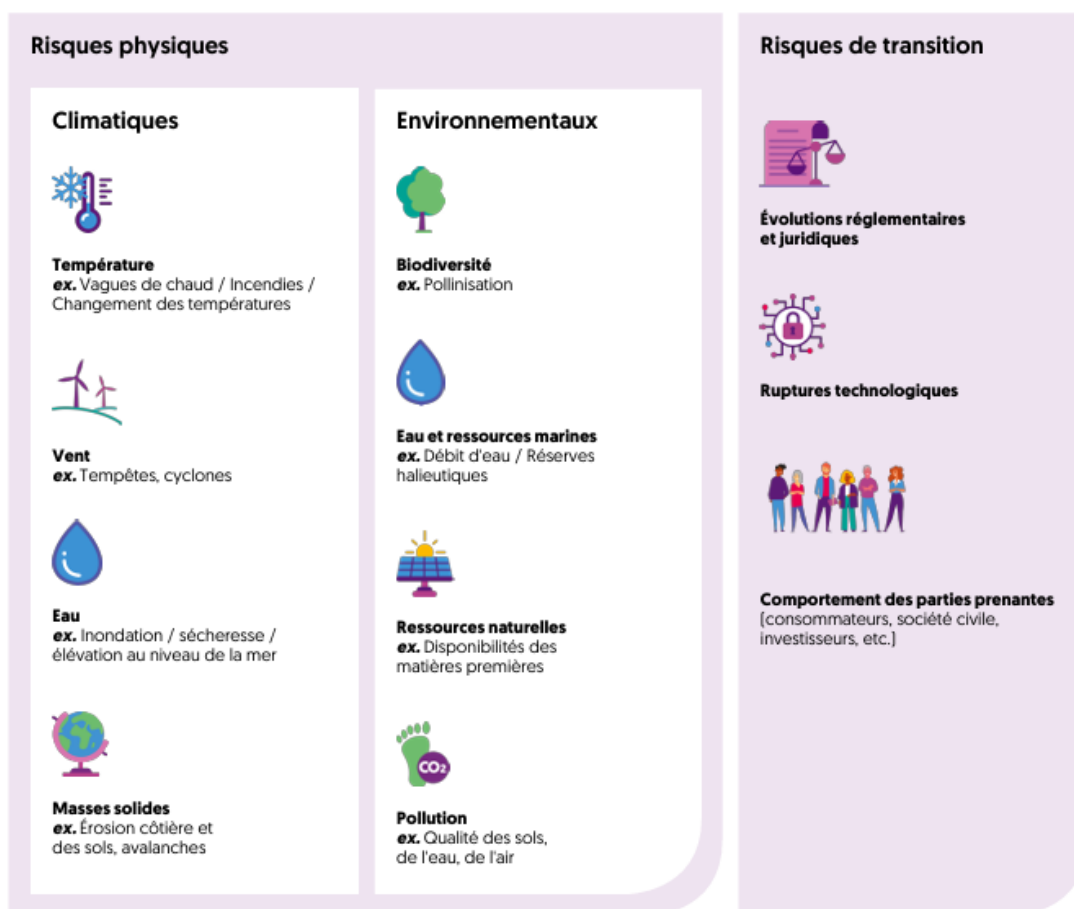 Risques physiques
Climatiques
Température
ex. Vagues de chaud / Incendies /
Changement des températures
Vent
ex. Tempêtes, cyclones
Eau
ex. Inondation / sécheresse /
élévation au niveau de la mer
Masses solides
ex. Érosion côtière et
des sols, avalanches
Environnementaux
Biodiversité
ex. Pollinisation
Eau et ressources marines
ex. Débit d'eau / Réserves
halieutiques
Ressources naturelles
ex. Disponibilités des
matières premières
CO2
Pollution
ex. Qualité des sols,
de l'eau, de l'air
Risques de transition
Évolutions réglementaires
et juridiques
Ruptures technologiques
Comportement des parties prenantes
(consommateurs, société civile,
investisseurs, etc.)